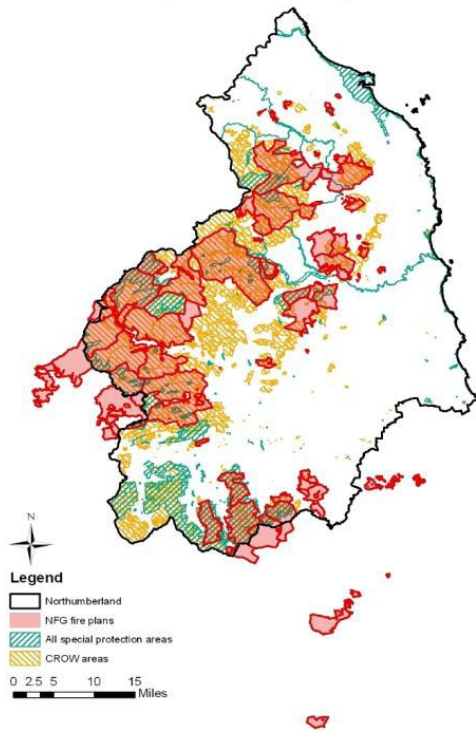 N
Legend
Northumberland
NFG fire plans
All special protection areas
CROW areas
0 2.5 5 10 15
Miles